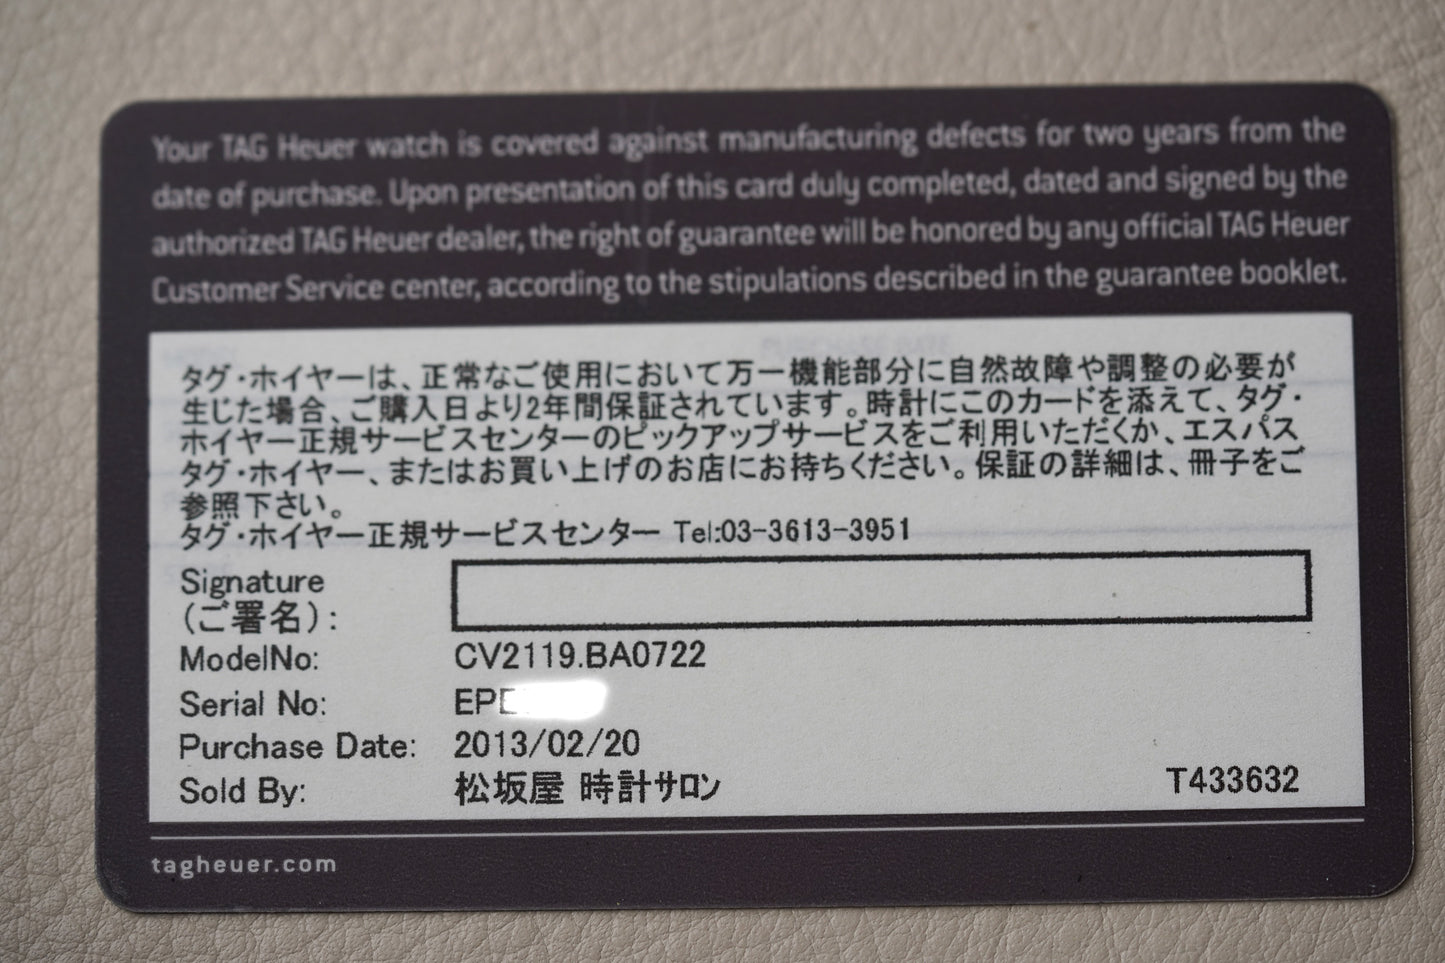 Your TAG Heuer watch is covered against manufacturing defects for two years from the
date of purchase. Upon presentation of this card duly completed, dated and signed by the
authorized TAG Heuer dealer, the right of guarantee will be honored by any official TAG Heuer
Customer Service center, according to the stipulations described in the guarantee booklet.
タグ・ホイヤーは、正常なご使用において万一機能部分に自然故障や調整の必要が
生じた場合、ご購入日より2年間保証されています。時計にこのカードを添えて、タグ・
ホイヤー正規サービスセンターのピックアップサービスをご利用いただくか、エスパス
タグ・ホイヤー、またはお買い上げのお店にお持ちください。保証の詳細は、冊子をご
参照下さい。
タグ・ホイヤー正規サービスセンター Tel:03-3613-3951
Signature
(ご署名):
ModelNo: CV2119.BA0722
Serial No:
Purchase Date: 2013/02/20
Sold By: 松坂屋 時計サロン T433632
tagheuer.com